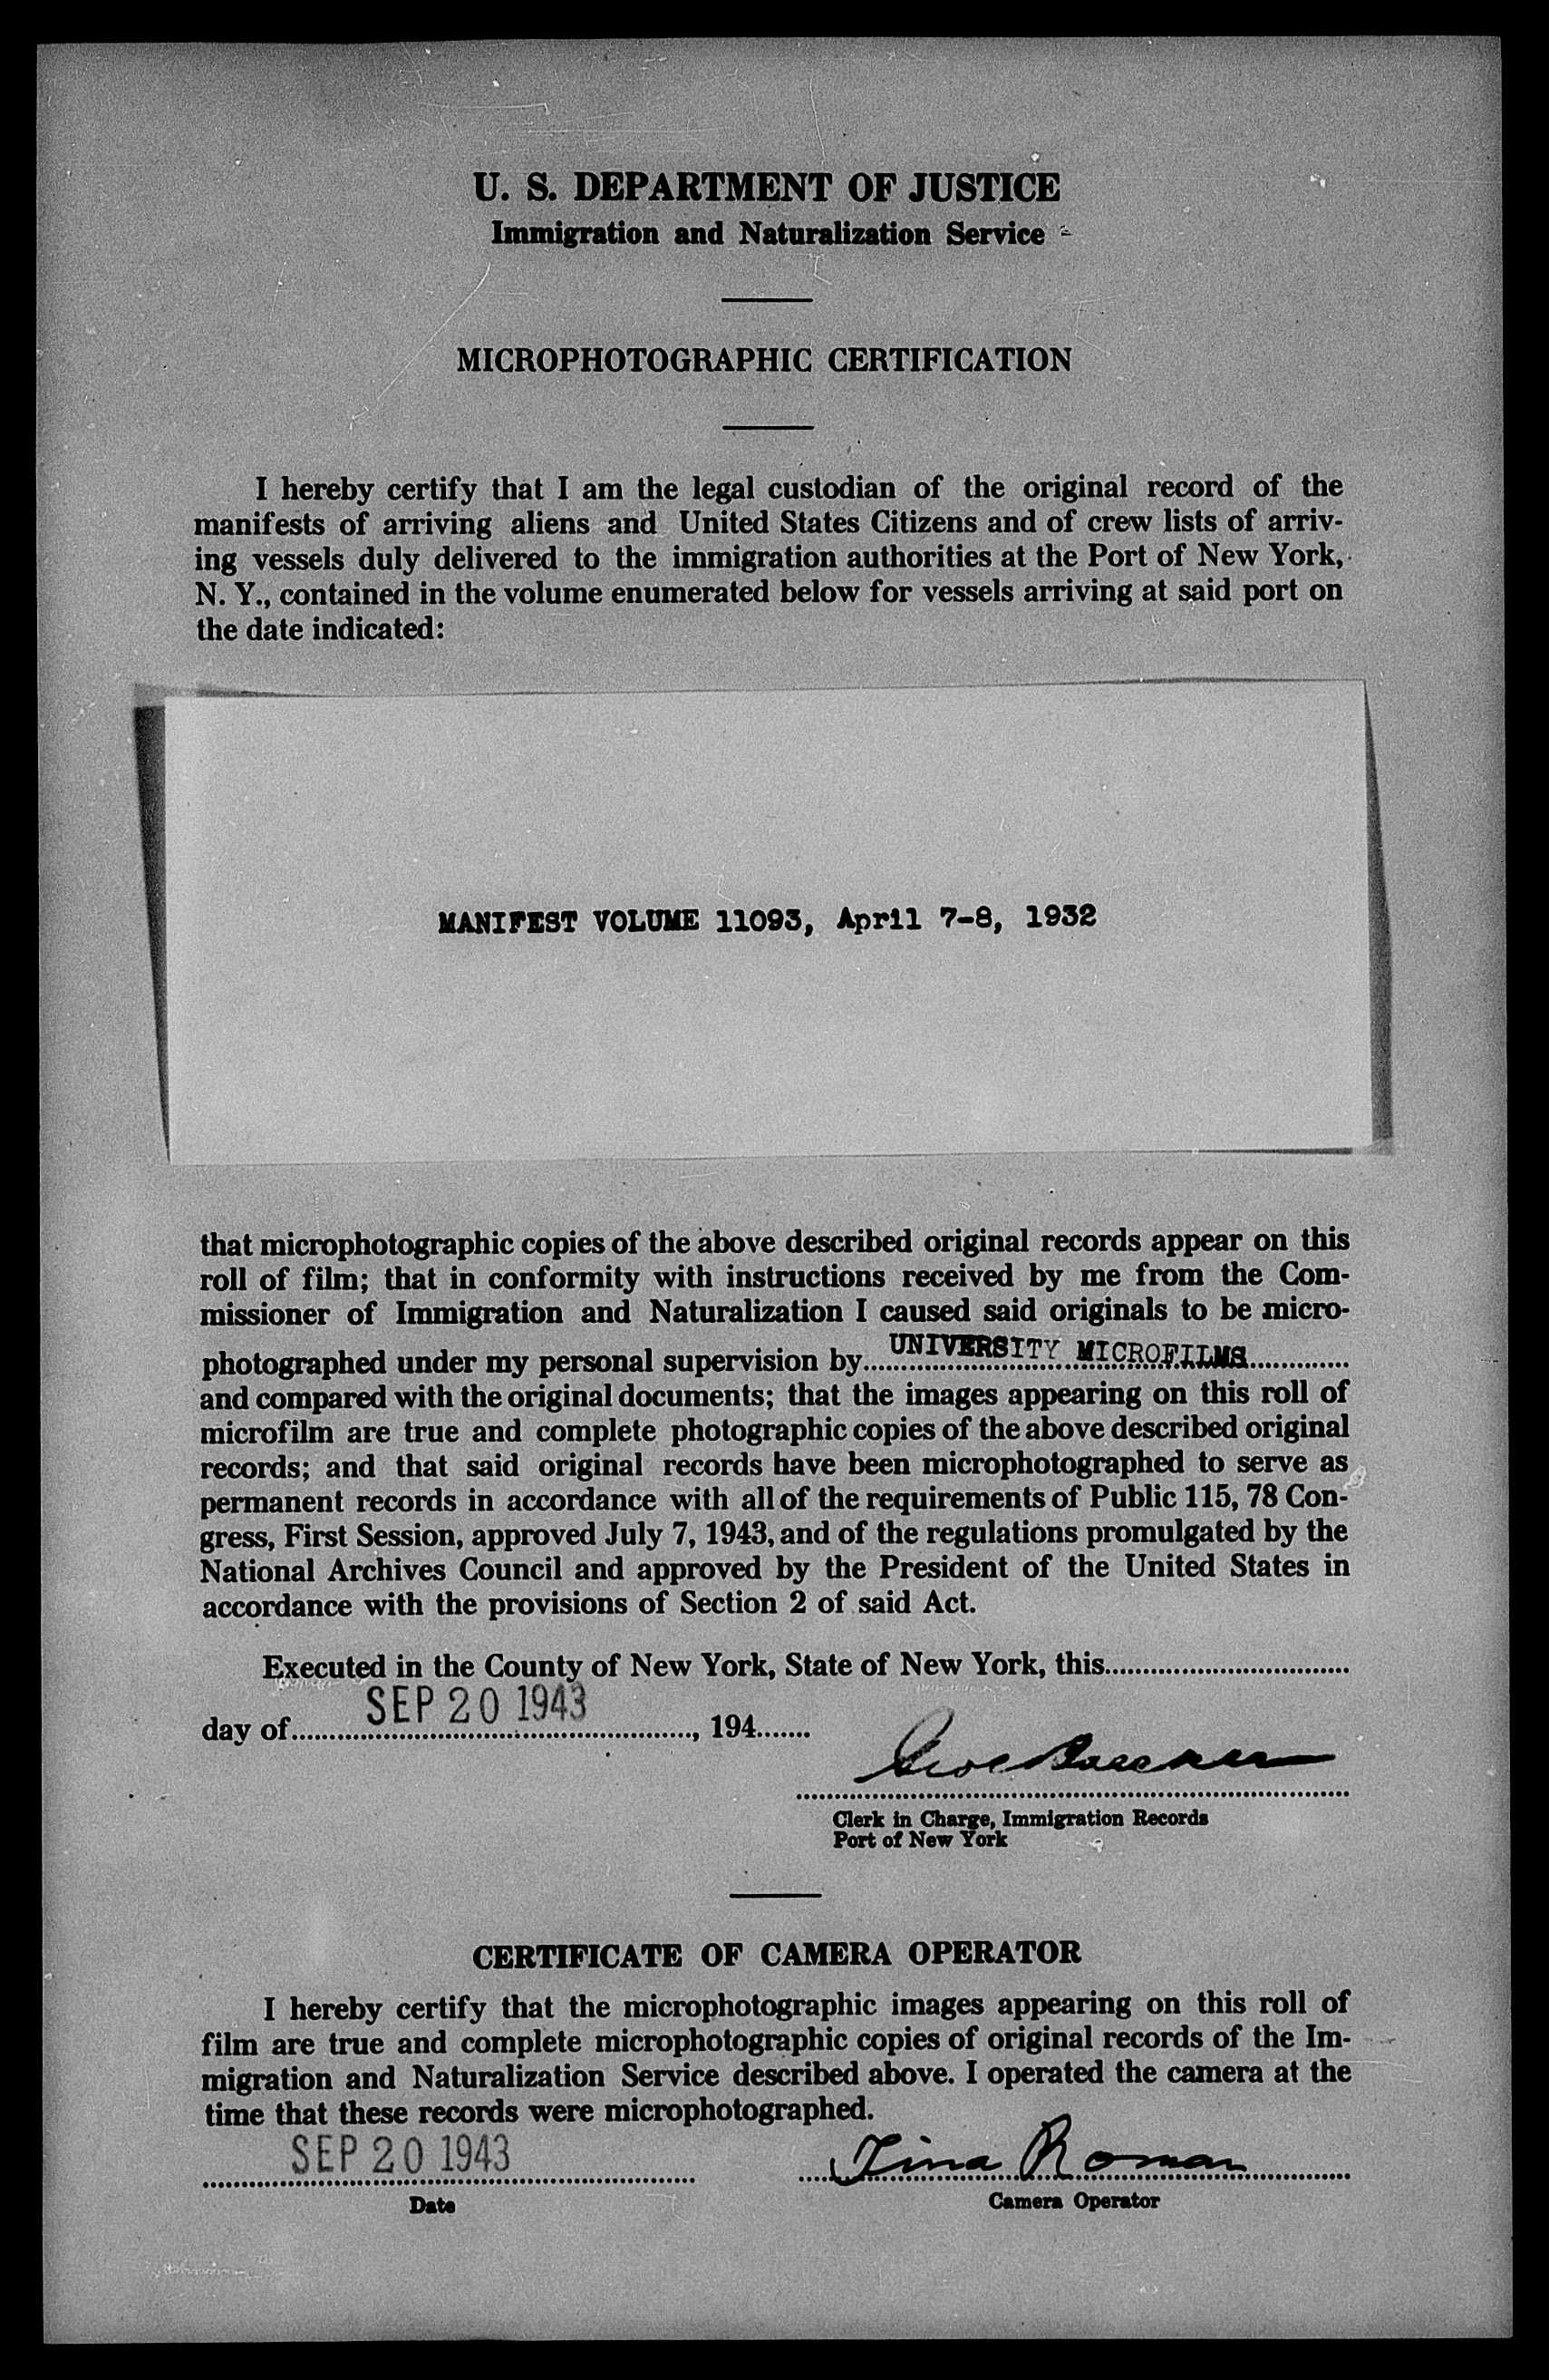 U. S. DEPARTMENT OF JUSTICE
Immigration and Naturalization Service
MICROPHOTOGRAPHIC CERTIFICATION
I hereby certify that I am the legal custodian of the original record of the
manifests of arriving aliens and United States Citizens and of crew lists of arriv-
ing vessels duly delivered to the immigration authorities at the Port of New York,
N. Y., contained in the volume enumerated below for vessels arriving at said port on
the date indicated:
MANIFEST VOLUME 11093, April 7-8, 1932
that microphotographic copies of the above described original records appear on this
roll of film; that in conformity with instructions received by me from the Com-
missioner of Immigration and Naturalization I caused said originals to be micro-
photographed under my personal supervision by UNIVERSITY MICROFILMS
and compared with the original documents; that the images appearing on this roll of
microfilm are true and complete photographic copies of the above described original
records; and that said original records have been microphotographed to serve as
permanent records in accordance with all of the requirements of Public 115, 78 Con-
gress, First Session, approved July 7, 1943, and of the regulations promulgated by the
National Archives Council and approved by the President of the United States in
accordance with the provisions of Section 2 of said Act.
Executed in the County of New York, State of New York, this
day of SEP 20 1943, 194
Clerk in Charge, Immigration Records
Port of New York
CERTIFICATE OF CAMERA OPERATOR
I hereby certify that the microphotographic images appearing on this roll of
film are true and complete microphotographic copies of original records of the Im-
migration and Naturalization Service described above. I operated the camera at the
time that these records were microphotographed.
SEP 20 1943 Tina Roman
Date Camera Operator